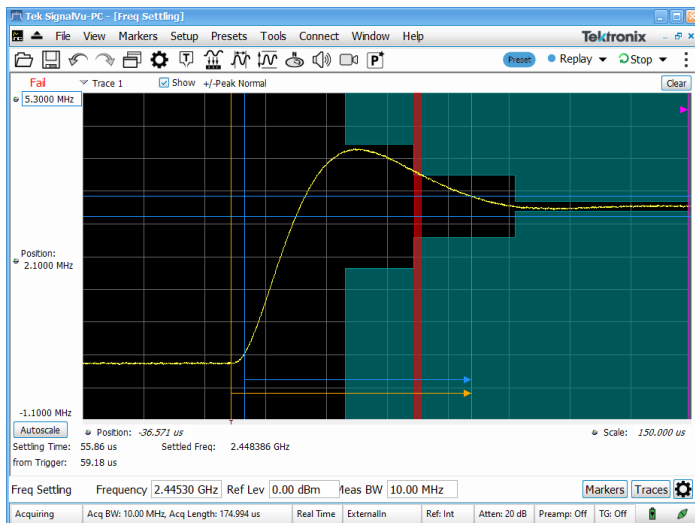 Tek SignalVu-PC - [Freq Settling]
File View Markers Setup Presets Tools Connect Window Help Tektronix
T P Preset Replay Stop
Fail Trace 1 Show +/-Peak Normal Clear
5.3000 MHz
Position:
2.1000 MHz
-1.1000 MHz
T
Autoscale Position: -36.571 us Scale: 150.000 us
Settling Time: 55.86 us Settled Freq: 2.448386 GHz
from Trigger: 59.18 us
Freq Settling Frequency 2.44530 GHz Ref Lev 0.00 dBm Meas BW 10.00 MHz Markers Traces
Acquiring Acq BW: 10.00 MHz, Acq Length: 174.994 us Real Time ExternalIn Ref: Int Atten: 20 dB Preamp: Off TG: Off